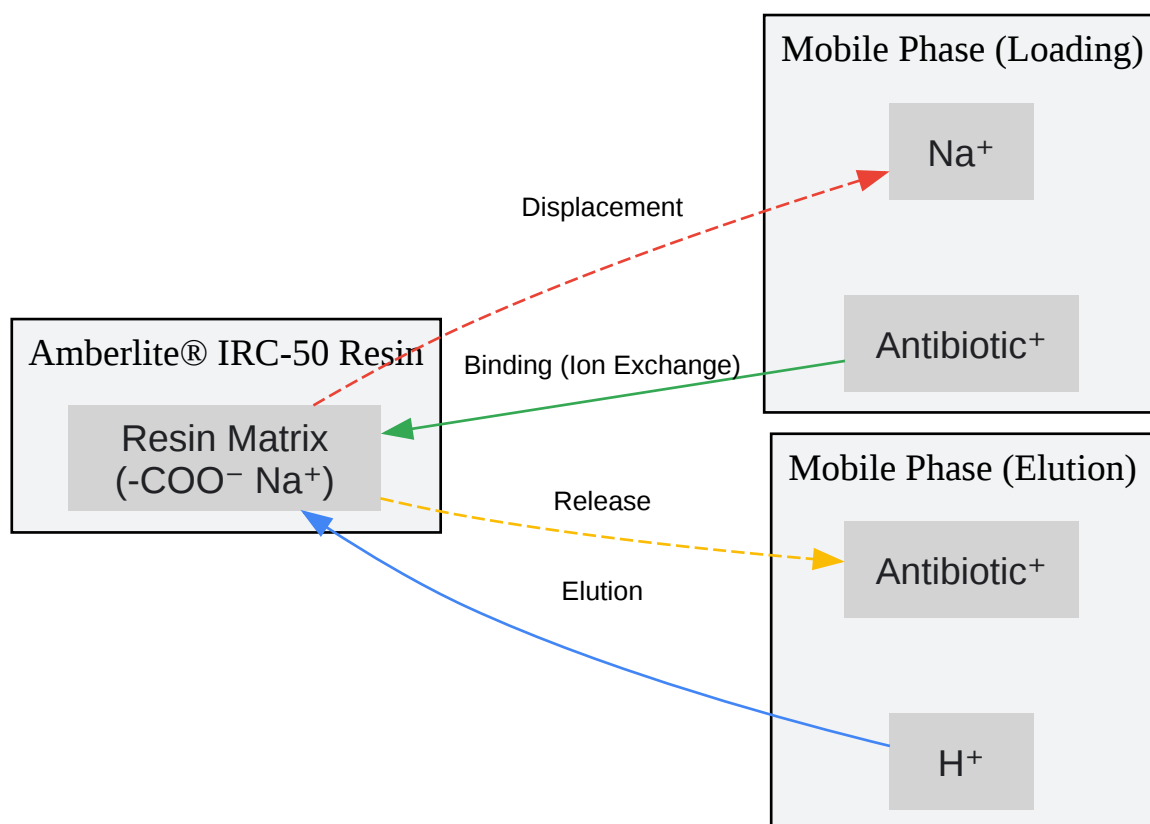 Mobile Phase (Loading)
Na⁺
Displacement
Antibiotic⁺
Amberlite® IRC-50 Resin
Binding (Ion Exchange)
Resin Matrix
(-COO⁻ Na⁺)
Mobile Phase (Elution)
Release
Antibiotic⁺
Elution
H⁺